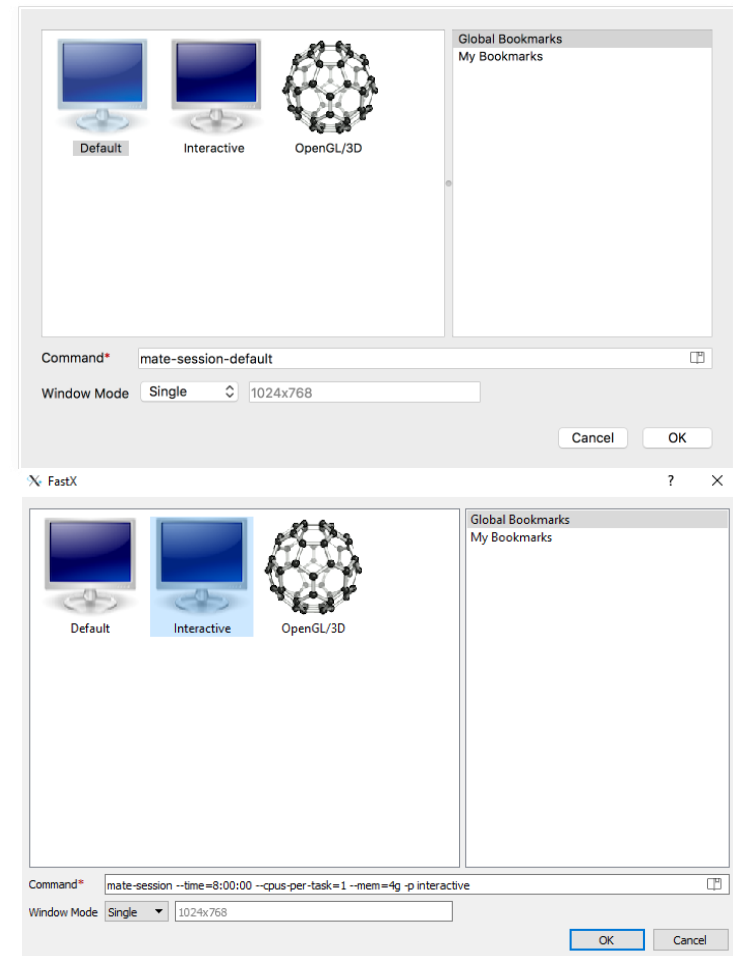 Global Bookmarks
My Bookmarks
Default Interactive OpenGL/3D
Command* mate-session-default
Window Mode Single 1024x768
Cancel OK
FastX ? ×
Global Bookmarks
My Bookmarks
Default Interactive OpenGL/3D
Command* mate-session --time=8:00:00 --cpus-per-task=1 --mem=4g -p interactive
Window Mode Single 1024x768
OK Cancel